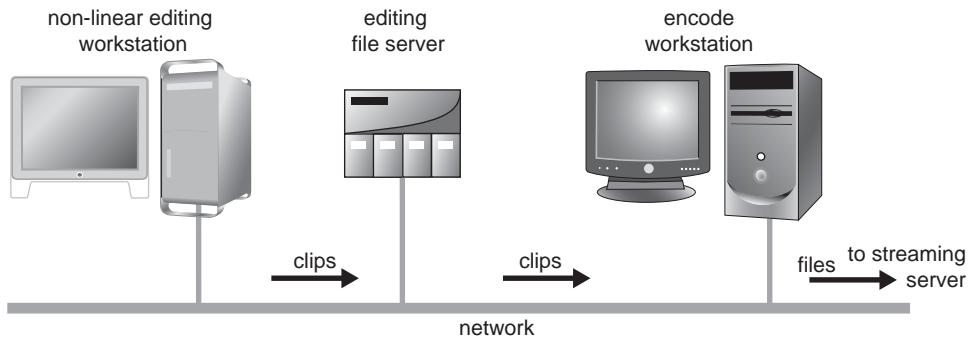 non-linear editing
workstation
editing
file server
encode
workstation
clips
clips
files
to streaming
server
network